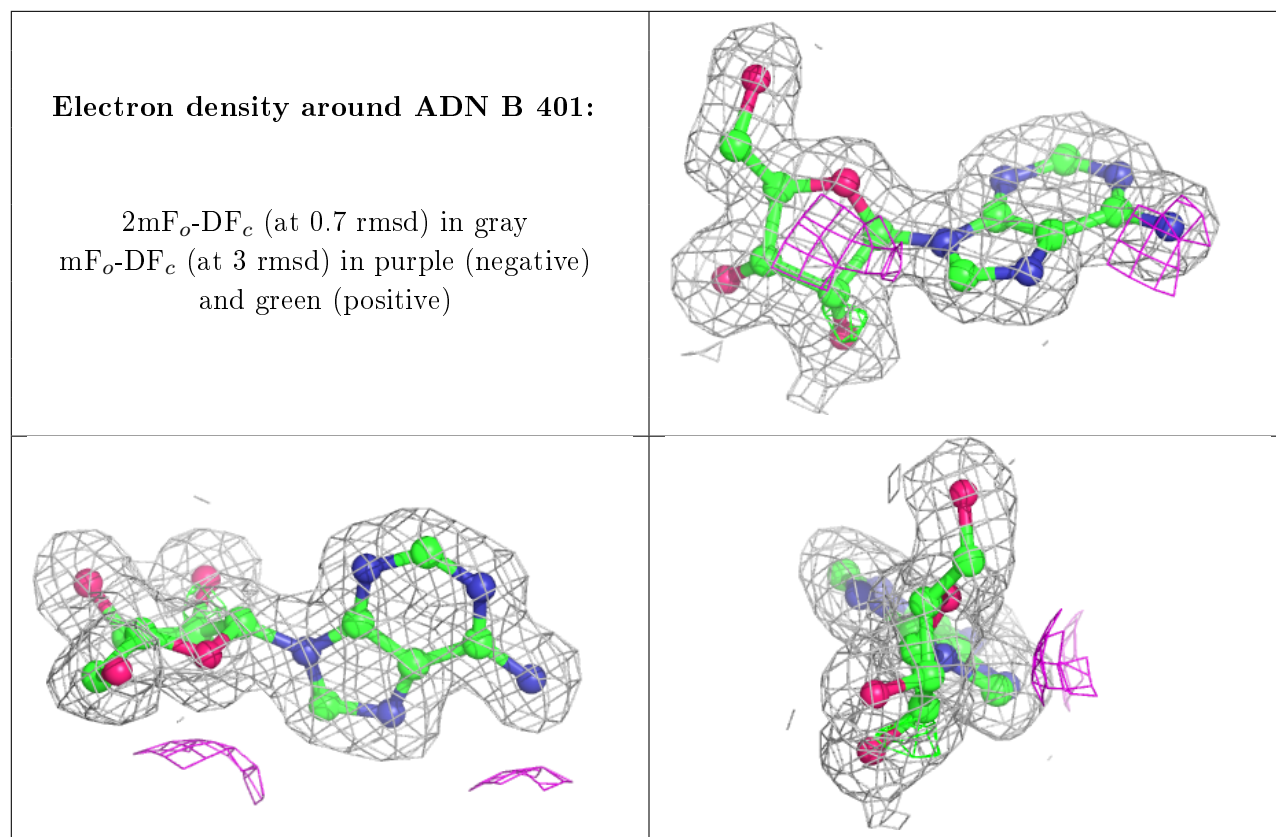 Electron density around ADN B 401:
2mFo-DFc (at 0.7 rmsd) in gray
mFo-DFc (at 3 rmsd) in purple (negative)
and green (positive)